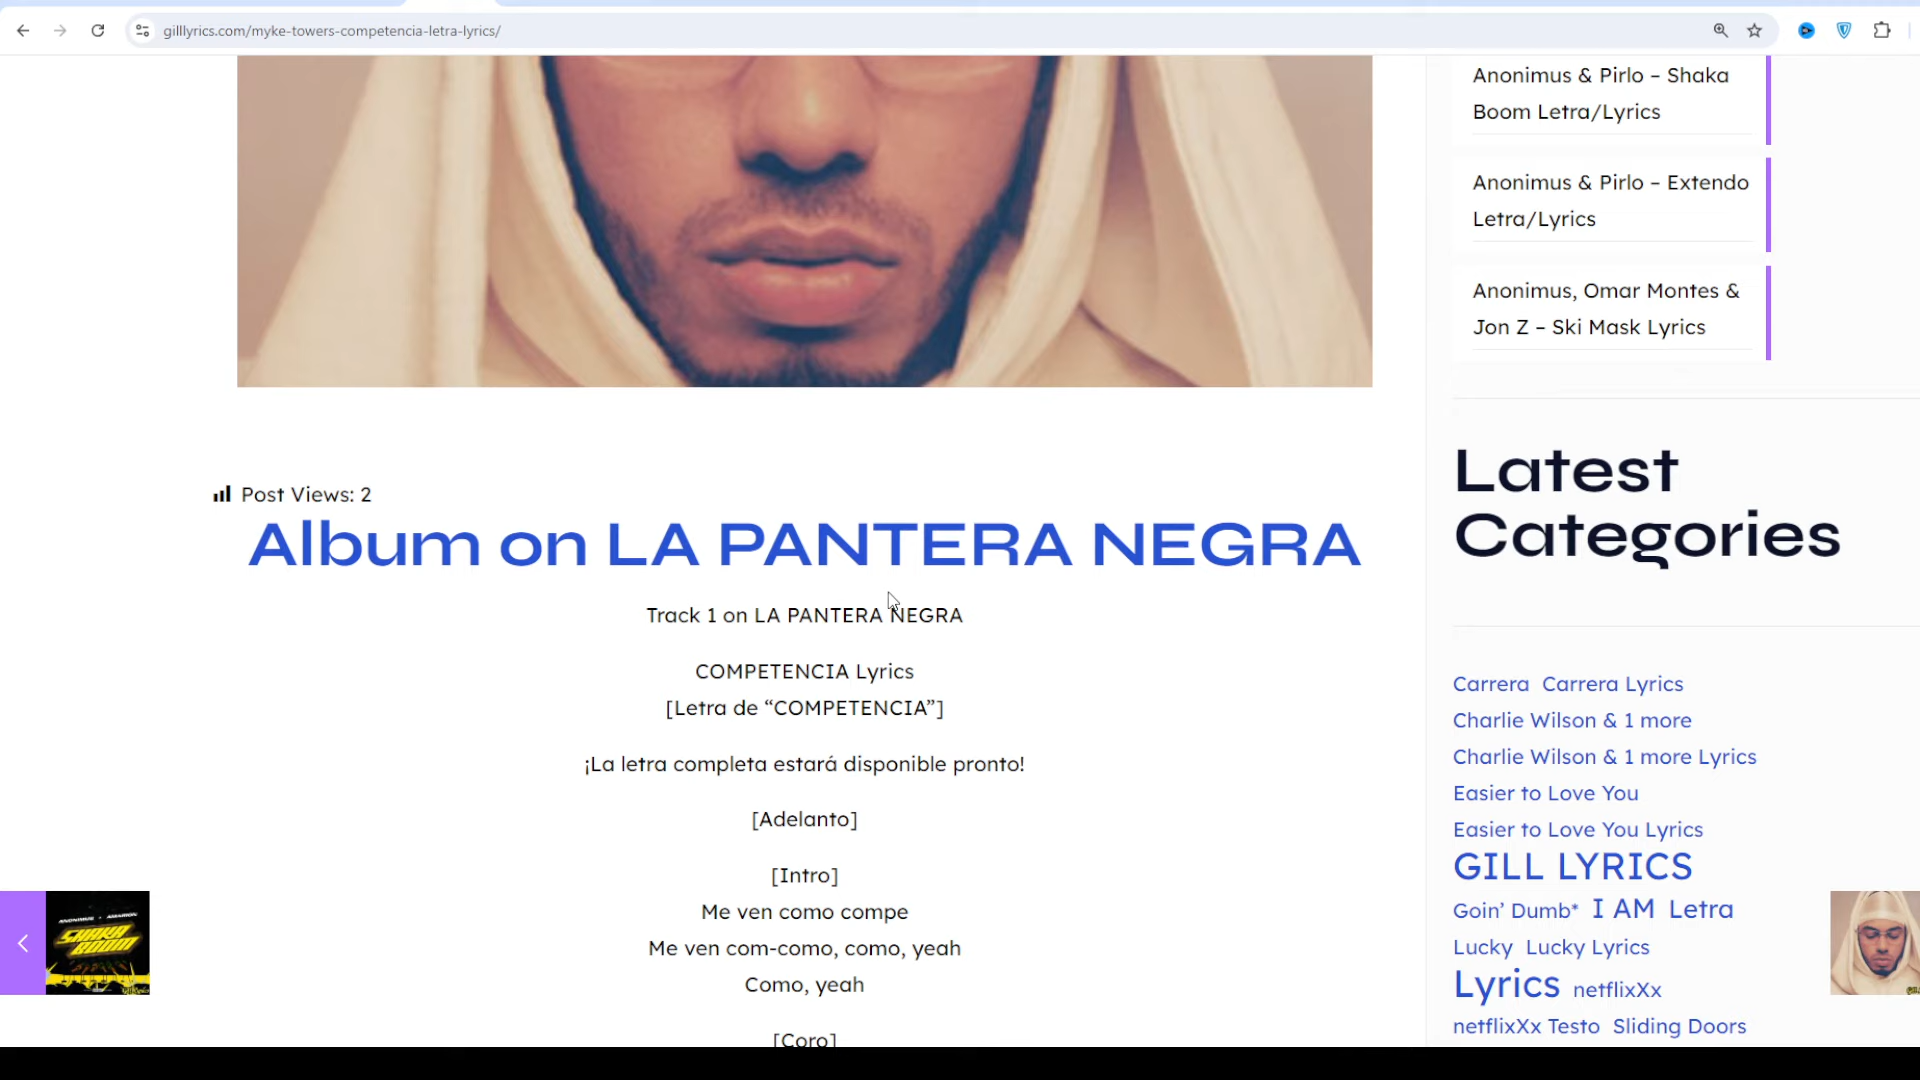 gilllyrics.com/myke-towers-competencia-letra-lyrics/
Anonimus & Pirlo – Shaka
Boom Letra/Lyrics
Anonimus & Pirlo – Extendo
Letra/Lyrics
Anonimus, Omar Montes &
Jon Z – Ski Mask Lyrics
Post Views: 2
Album on LA PANTERA NEGRA
Track 1 on LA PANTERA NEGRA
COMPETENCIA Lyrics
[Letra de “COMPETENCIA”]
¡La letra completa estará disponible pronto!
[Adelanto]
[Intro]
Me ven como compe
Me ven com-como, como, yeah
Como, yeah
[Coro]
Latest
Categories
Carrera Carrera Lyrics
Charlie Wilson & 1 more
Charlie Wilson & 1 more Lyrics
Easier to Love You
Easier to Love You Lyrics
GILL LYRICS
Goin’ Dumb* I AM Letra
Lucky Lucky Lyrics
Lyrics netflixXx
netflixXx Testo Sliding Doors
ANONIMUS
SHAKA
BOOM